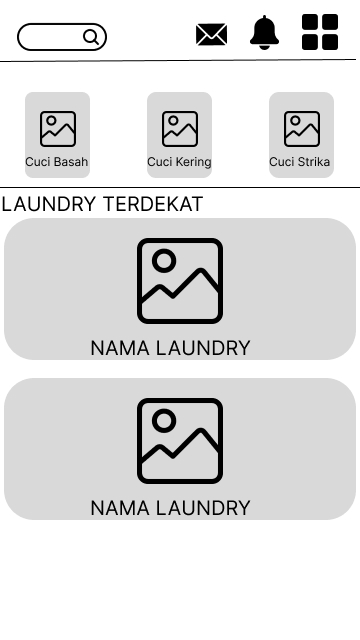 Cuci Basah
Cuci Kering
Cuci Strika
LAUNDRY TERDEKAT
NAMA LAUNDRY
NAMA LAUNDRY